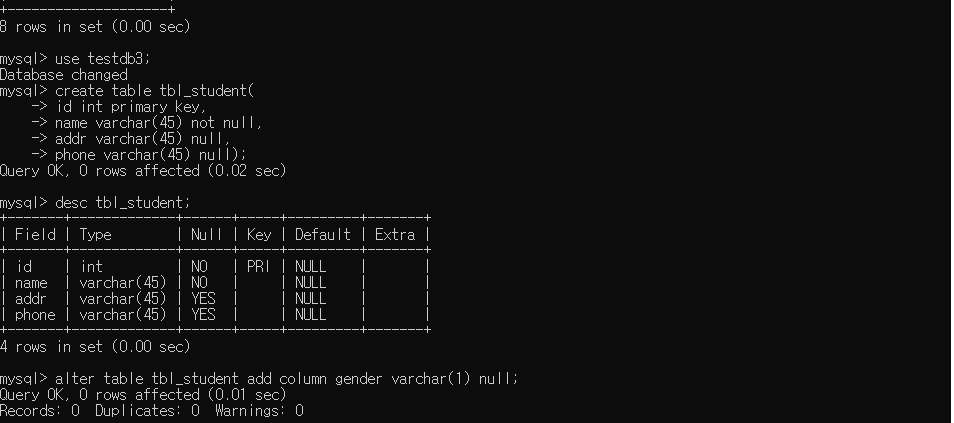 +--------------------+
8 rows in set (0.00 sec)
mysql> use testdb3;
Database changed
mysql> create table tbl_student(
    -> id int primary key,
    -> name varchar(45) not null,
    -> addr varchar(45) null,
    -> phone varchar(45) null);
Query OK, 0 rows affected (0.02 sec)
mysql> desc tbl_student;
+-------+-------------+------+-----+---------+-------+
| Field | Type        | Null | Key | Default | Extra |
+-------+-------------+------+-----+---------+-------+
| id    | int         | NO   | PRI | NULL    |       |
| name  | varchar(45) | NO   |     | NULL    |       |
| addr  | varchar(45) | YES  |     | NULL    |       |
| phone | varchar(45) | YES  |     | NULL    |       |
+-------+-------------+------+-----+---------+-------+
4 rows in set (0.00 sec)
mysql> alter table tbl_student add column gender varchar(1) null;
Query OK, 0 rows affected (0.01 sec)
Records: 0  Duplicates: 0  Warnings: 0